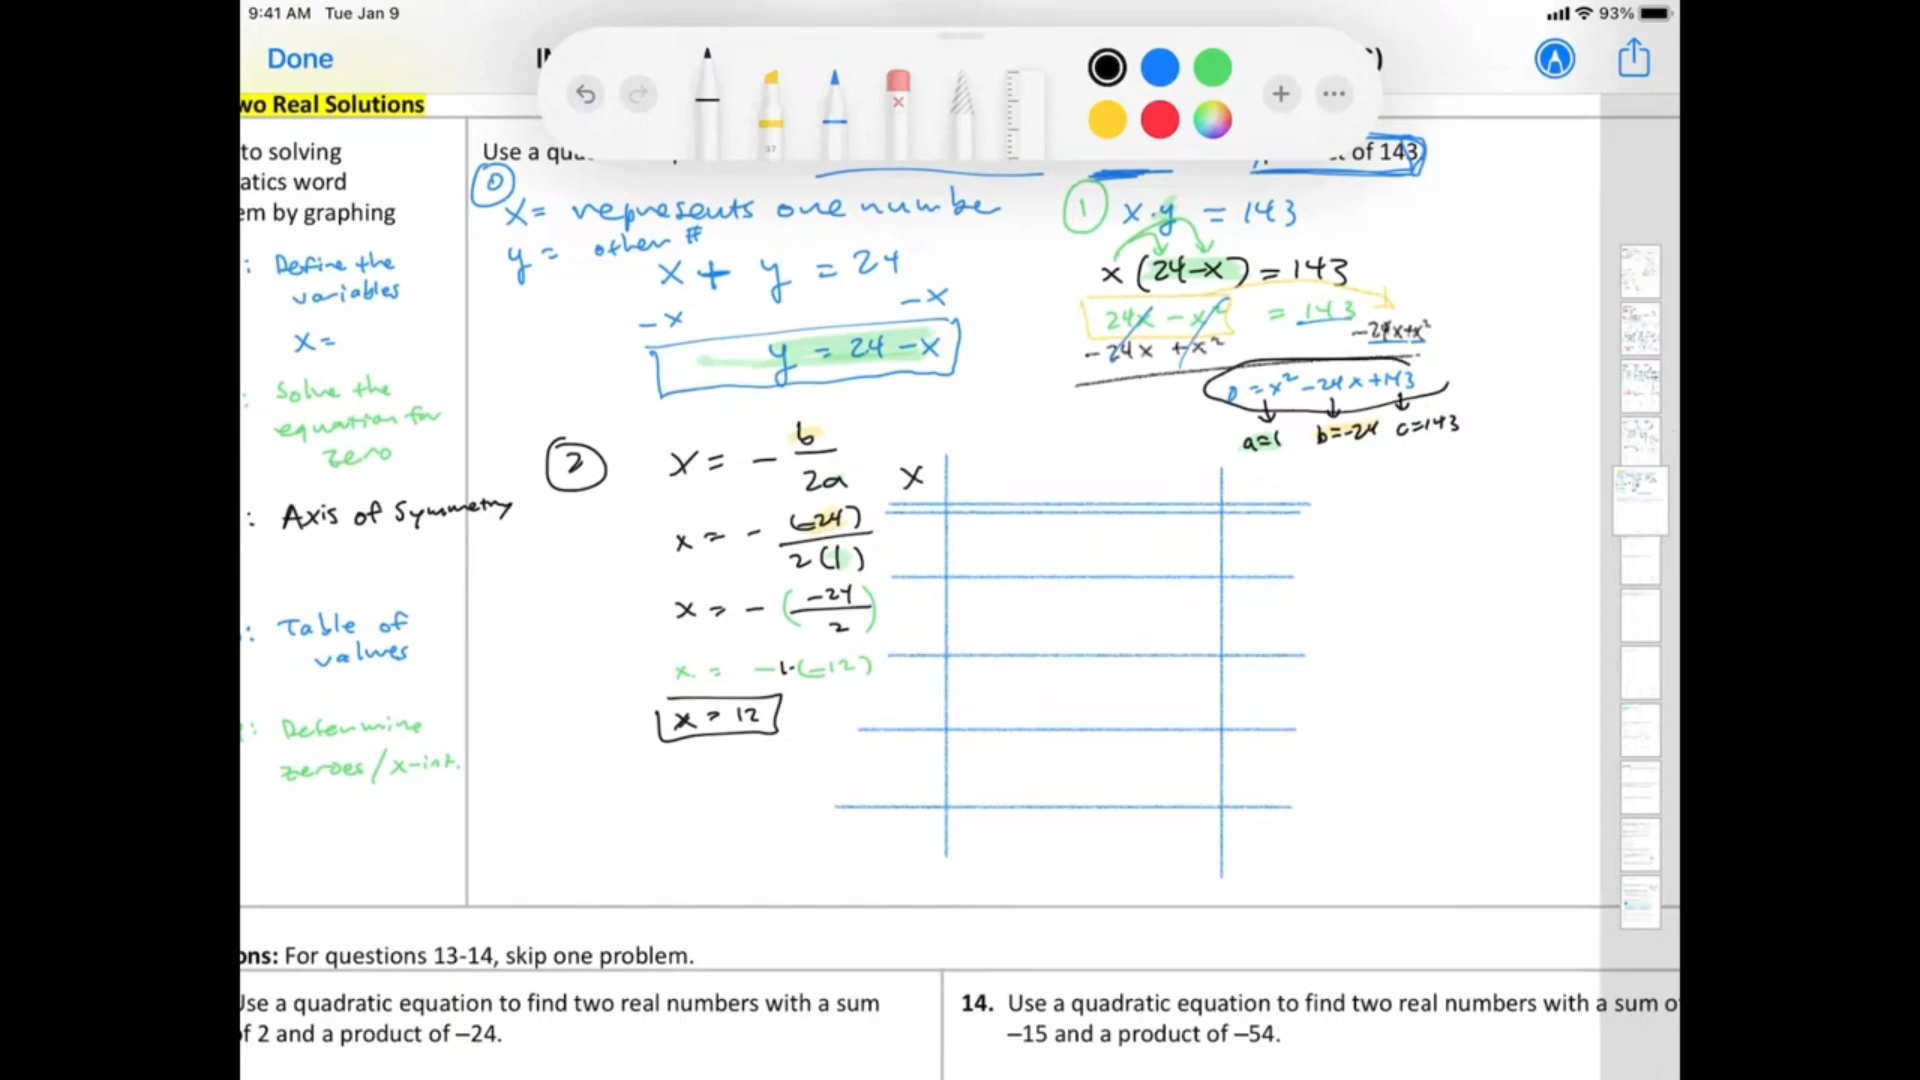 9:41 AM Tue Jan 9
93%
Done
wo Real Solutions
37
to solving
atics word
em by graphing
Use a qu
of 143
0
x = represents one number
y = other #
x + y = 24
-x -x
y = 24 - x
1
x · y = 143
x (24-x) = 143
24x - x² = 143
-24x + x² -24x+x²
0 = x² - 24x + 143
a=1 b=-24 c=143
: Define the
variables
x =
: Solve the
equation for
zero
: Axis of Symmetry
: Table of
values
: Determine
zeroes / x-int.
2
x = - b
2a
x = - (-24)
2 (1)
x = - ( -24
2 )
x = -1·(-12)
x = 12
x
ons: For questions 13-14, skip one problem.
Use a quadratic equation to find two real numbers with a sum
of 2 and a product of –24.
14. Use a quadratic equation to find two real numbers with a sum o
–15 and a product of –54.